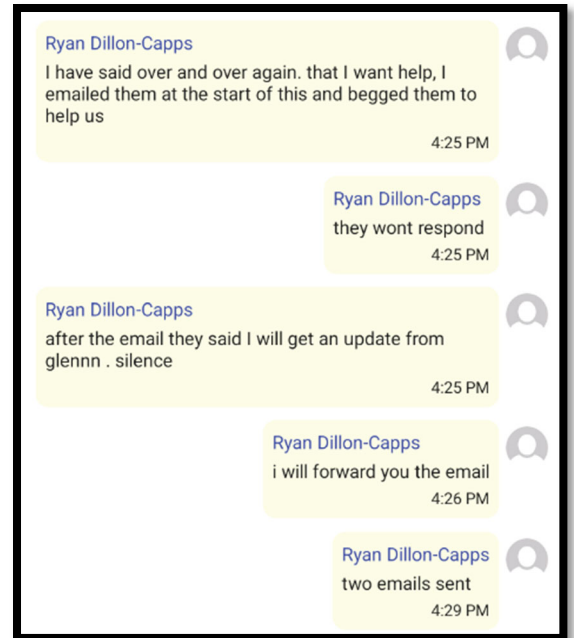 Ryan Dillon-Capps
I have said over and over again. that I want help, I
emailed them at the start of this and begged them to
help us
4:25 PM
Ryan Dillon-Capps
they wont respond
4:25 PM
Ryan Dillon-Capps
after the email they said I will get an update from
glennn . silence
4:25 PM
Ryan Dillon-Capps
i will forward you the email
4:26 PM
Ryan Dillon-Capps
two emails sent
4:29 PM